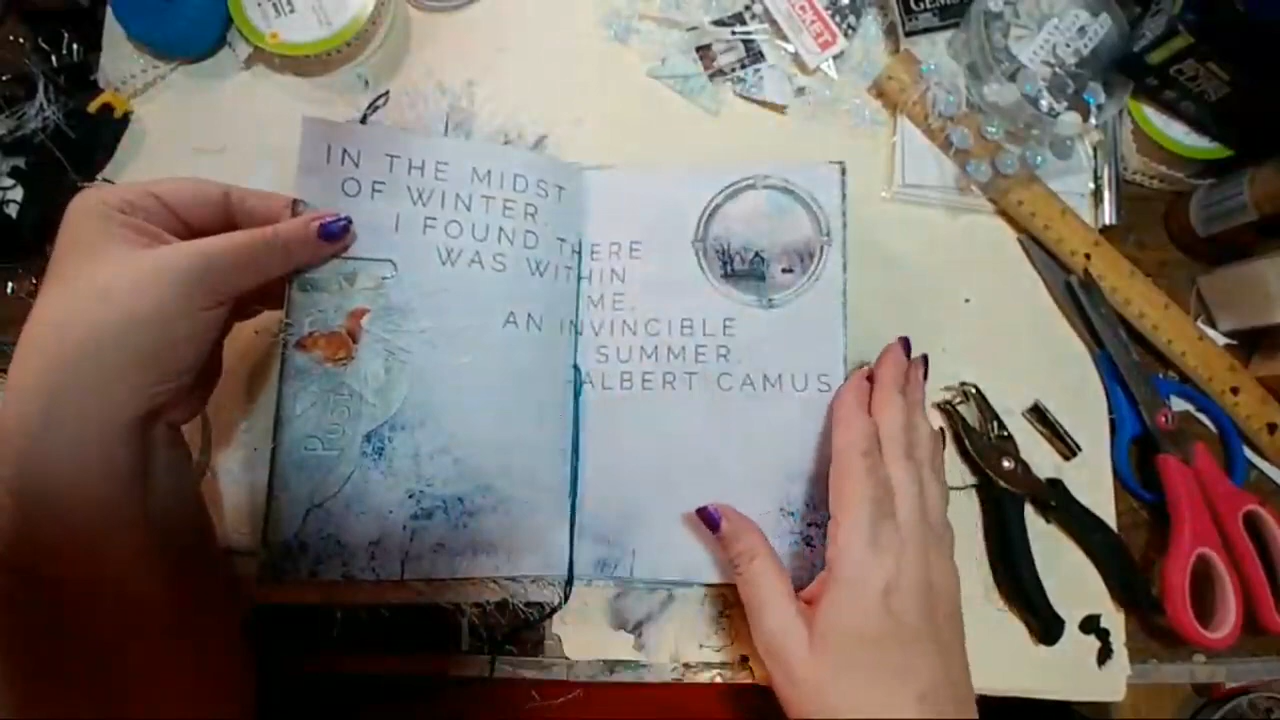 IN THE MIDST
OF WINTER,
I FOUND THERE
WAS WITHIN
ME,
AN INVINCIBLE
SUMMER.
ALBERT CAMUS